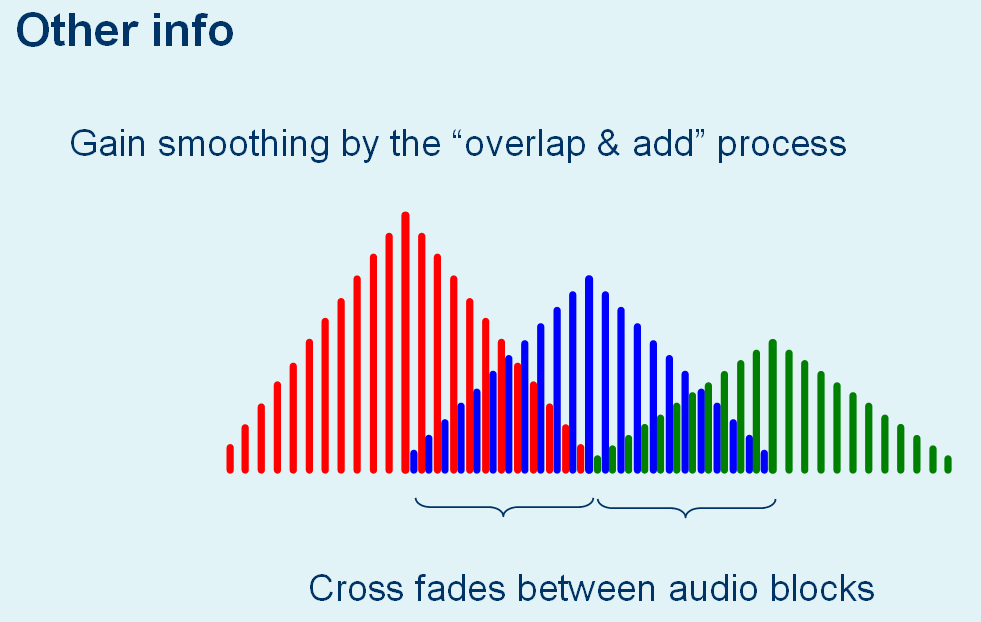 Other info
Gain smoothing by the “overlap & add” process
Cross fades between audio blocks